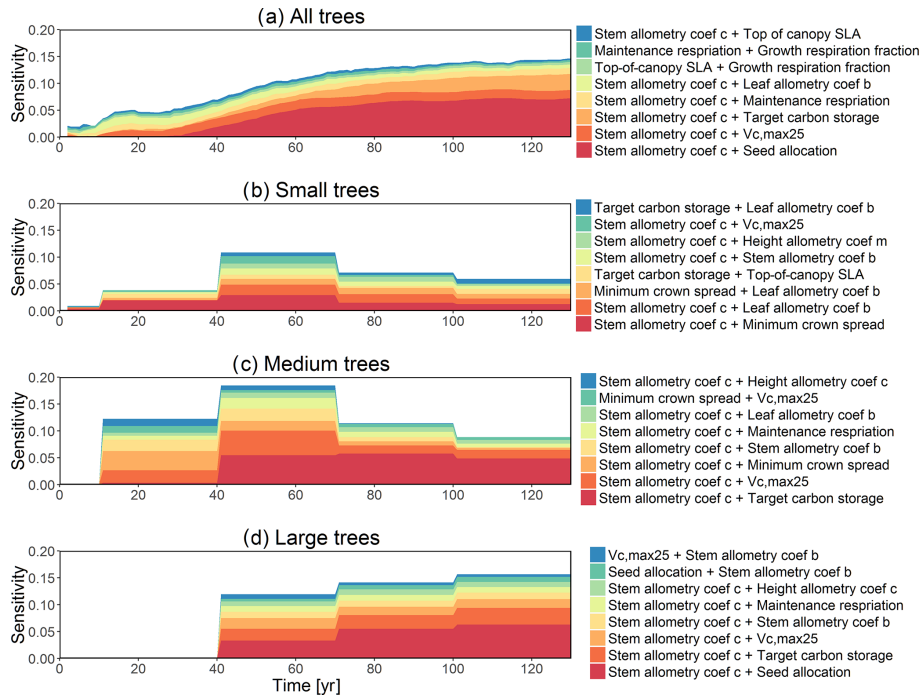 (a) All trees
Sensitivity
0.20
0.15
0.10
0.05
0.00
0 20 40 60 80 100 120
Stem allometry coef c + Top of canopy SLA
Maintenance respriation + Growth respiration fraction
Top-of-canopy SLA + Growth respiration fraction
Stem allometry coef c + Leaf allometry coef b
Stem allometry coef c + Maintenance respriation
Stem allometry coef c + Target carbon storage
Stem allometry coef c + Vc,max25
Stem allometry coef c + Seed allocation
(b) Small trees
Sensitivity
0.20
0.15
0.10
0.05
0.00
0 20 40 60 80 100 120
Target carbon storage + Leaf allometry coef b
Stem allometry coef c + Vc,max25
Stem allometry coef c + Height allometry coef m
Stem allometry coef c + Stem allometry coef b
Target carbon storage + Top-of-canopy SLA
Minimum crown spread + Leaf allometry coef b
Stem allometry coef c + Leaf allometry coef b
Stem allometry coef c + Minimum crown spread
(c) Medium trees
Sensitivity
0.20
0.15
0.10
0.05
0.00
0 20 40 60 80 100 120
Stem allometry coef c + Height allometry coef c
Minimum crown spread + Vc,max25
Stem allometry coef c + Leaf allometry coef b
Stem allometry coef c + Maintenance respriation
Stem allometry coef c + Stem allometry coef b
Stem allometry coef c + Minimum crown spread
Stem allometry coef c + Vc,max25
Stem allometry coef c + Target carbon storage
(d) Large trees
Sensitivity
0.20
0.15
0.10
0.05
0.00
0 20 40 60 80 100 120
Time [yr]
Vc,max25 + Stem allometry coef b
Seed allocation + Stem allometry coef b
Stem allometry coef c + Height allometry coef c
Stem allometry coef c + Maintenance respriation
Stem allometry coef c + Stem allometry coef b
Stem allometry coef c + Vc,max25
Stem allometry coef c + Target carbon storage
Stem allometry coef c + Seed allocation